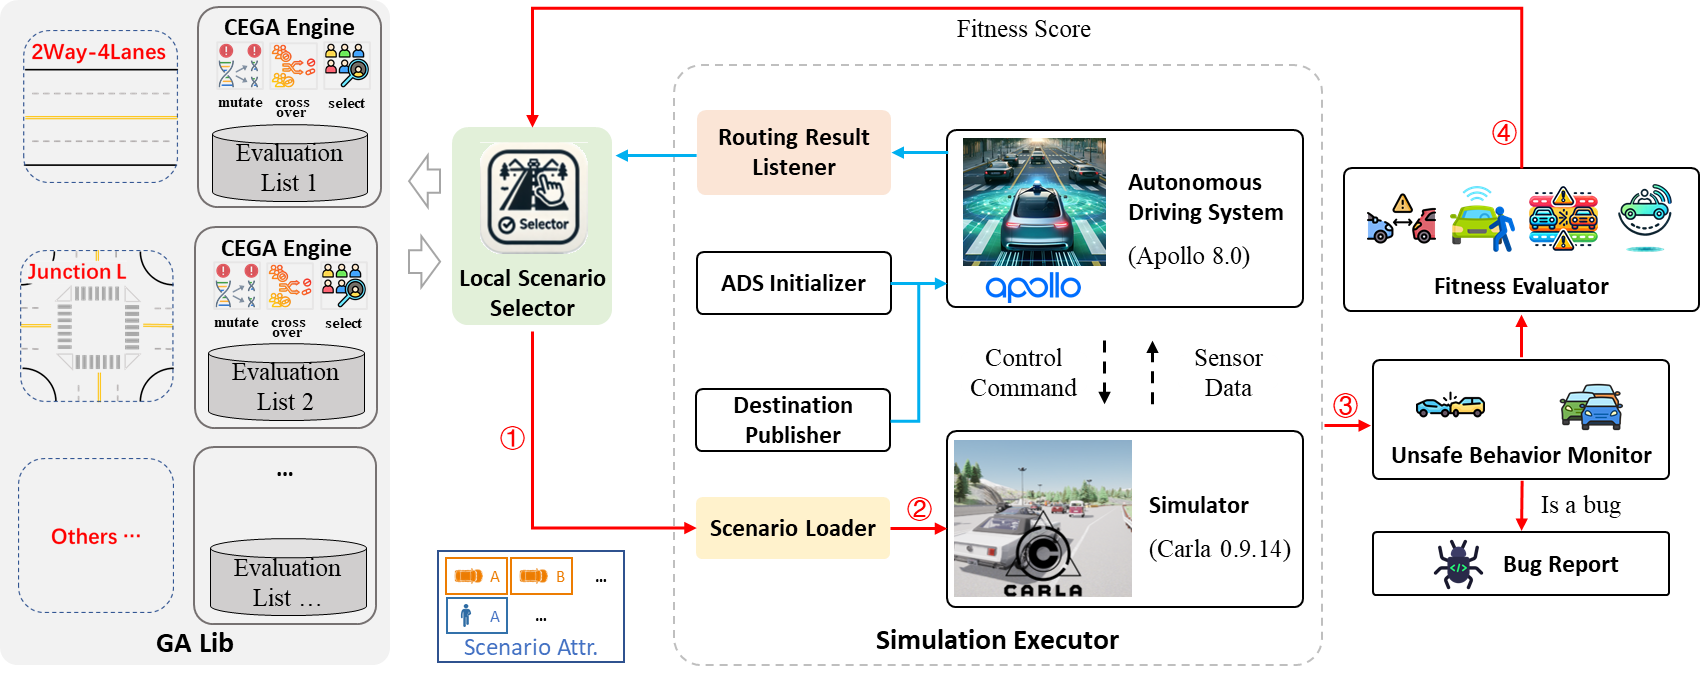 2Way-4Lanes
CEGA Engine
mutate
cross
over
select
Evaluation
List 1
Junction L
CEGA Engine
mutate
cross
over
select
Evaluation
List 2
Others ...
...
Evaluation
List ...
GA Lib
Fitness Score
Selector
Local Scenario
Selector
①
A
B
...
A
...
Scenario Attr.
Routing Result
Listener
ADS Initializer
Destination
Publisher
Scenario Loader
②
Autonomous
Driving System
(Apollo 8.0)
apollo
Control
Command
Sensor
Data
Simulator
(Carla 0.9.14)
CARLA
Simulation Executor
③
④
Fitness Evaluator
Unsafe Behavior Monitor
Is a bug
</>
Bug Report